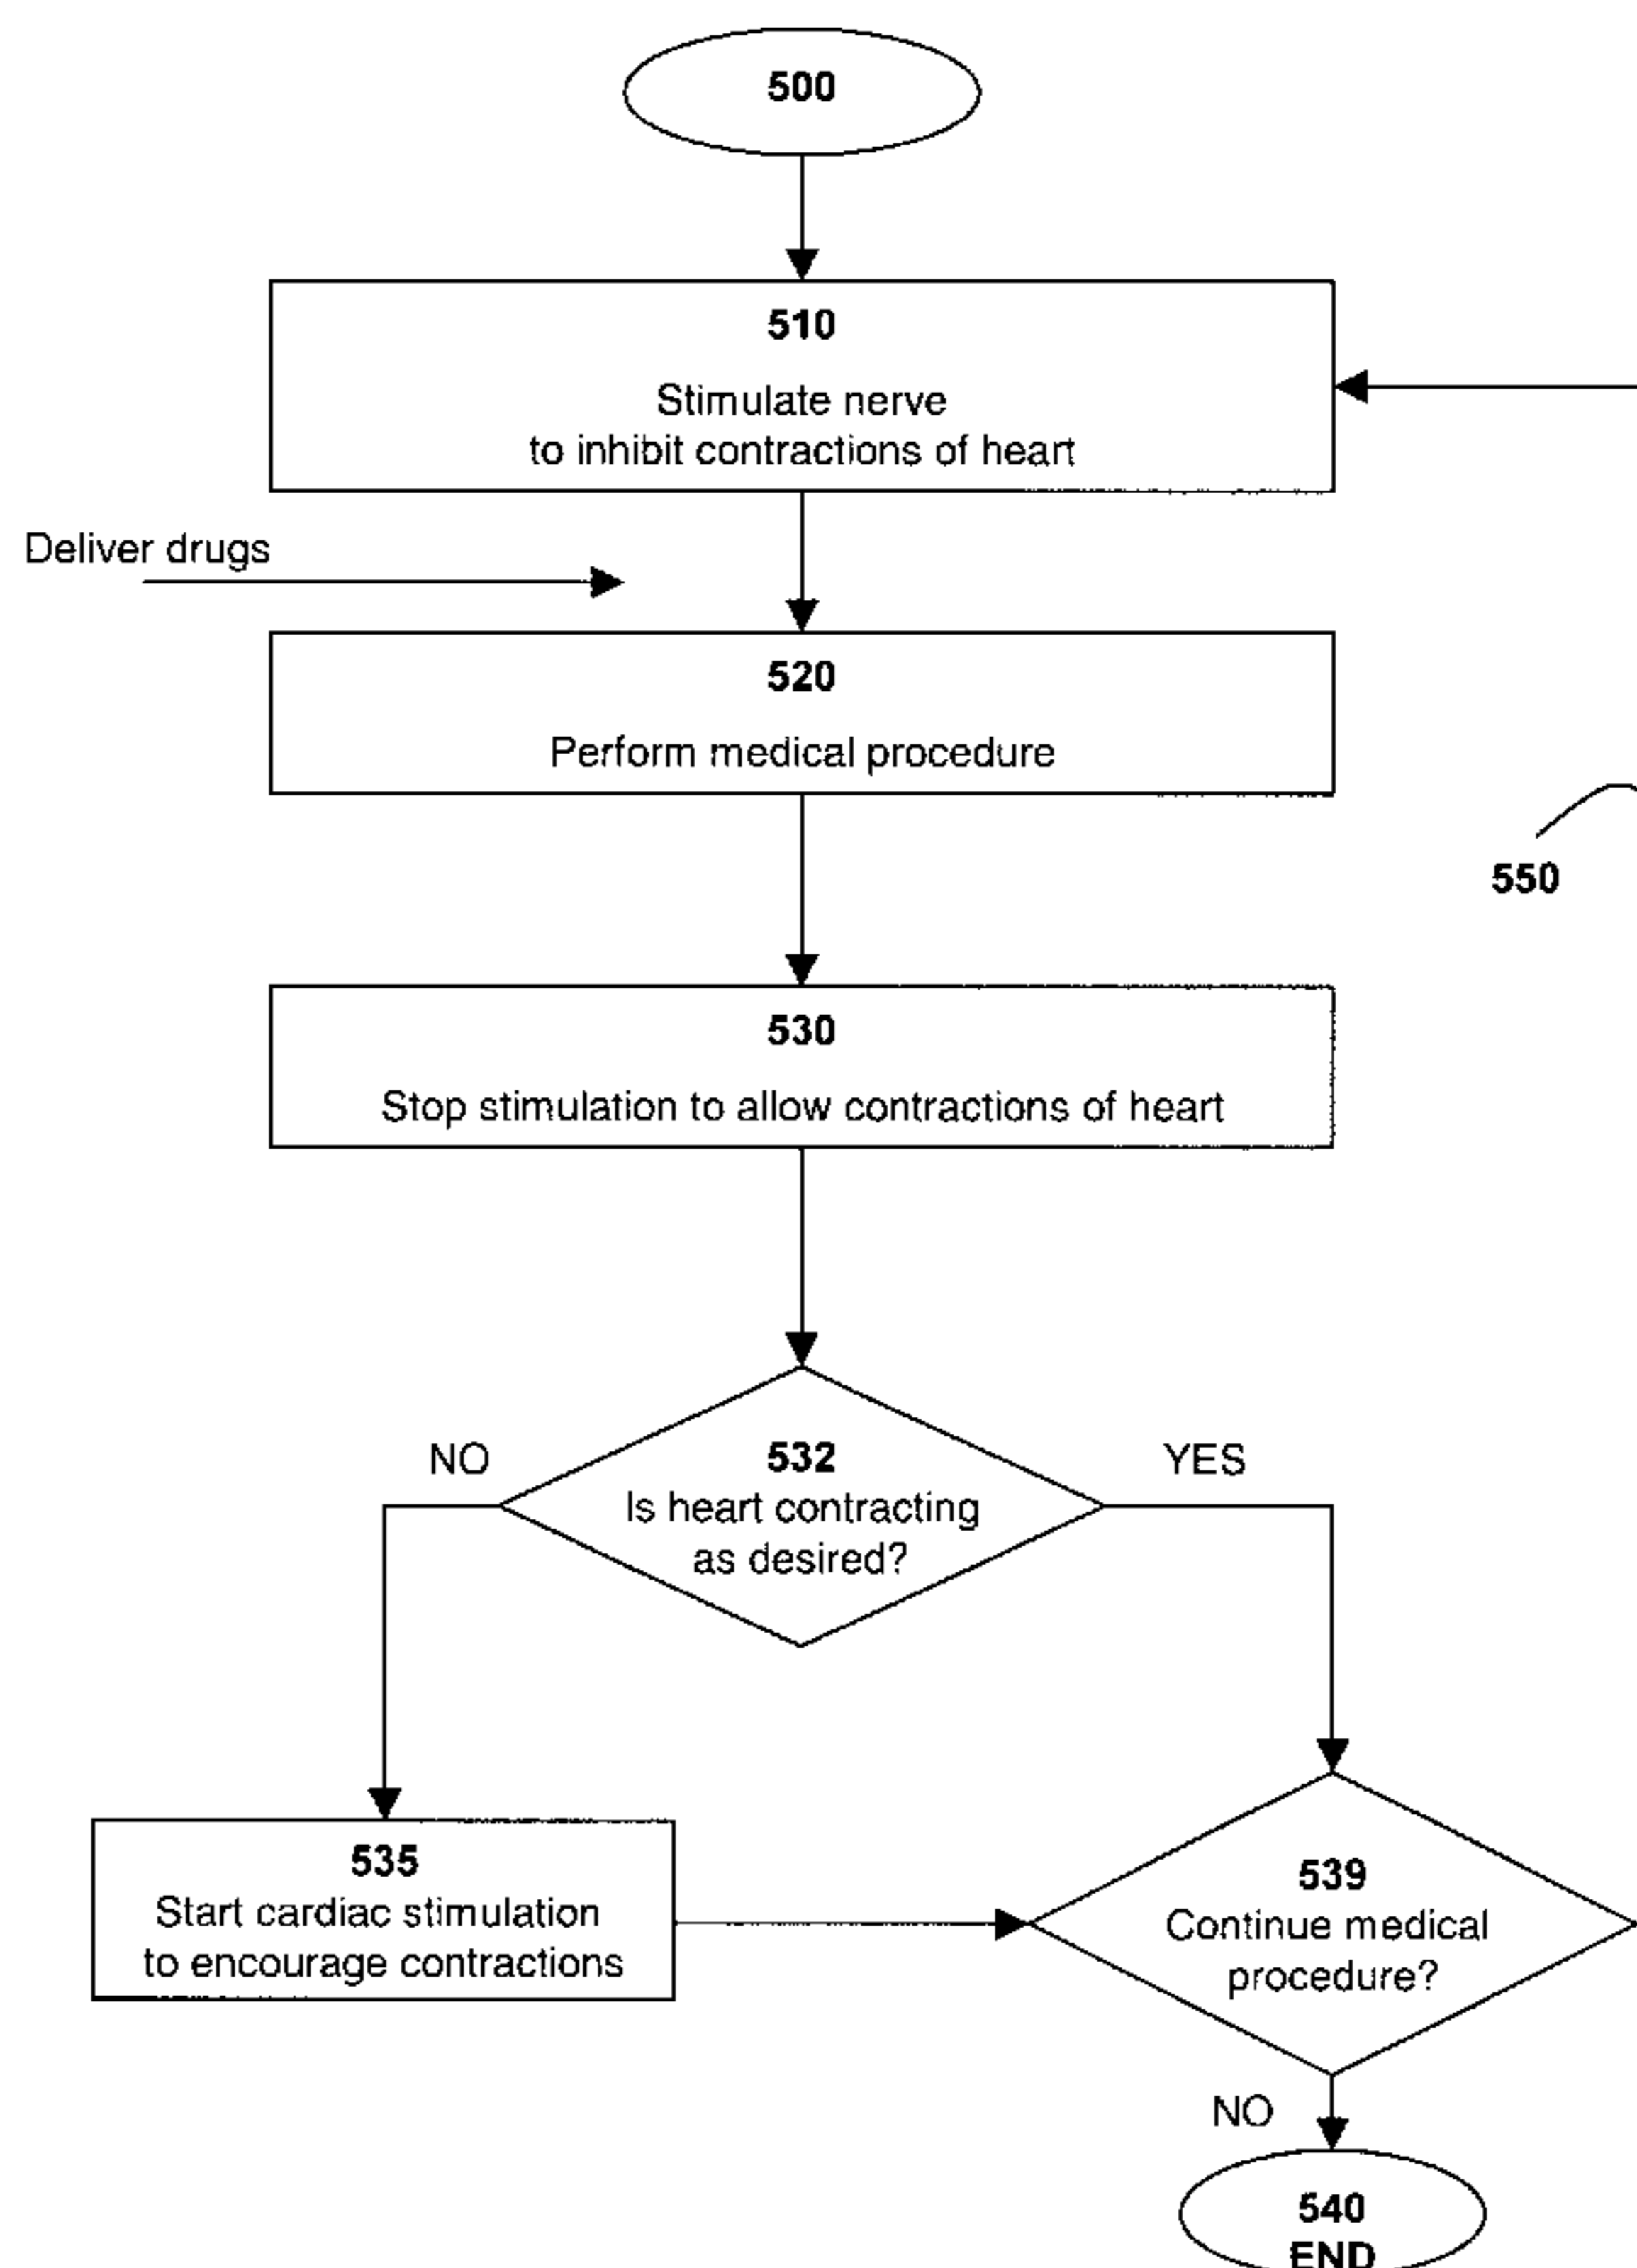 500
510
Stimulate nerve
to inhibit contractions of heart
Deliver drugs
520
Perform medical procedure
550
530
Stop stimulation to allow contractions of heart
NO
532
YES
Is heart contracting
as desired?
535
Start cardiac stimulation
to encourage contractions
539
Continue medical
procedure?
NO
540
END